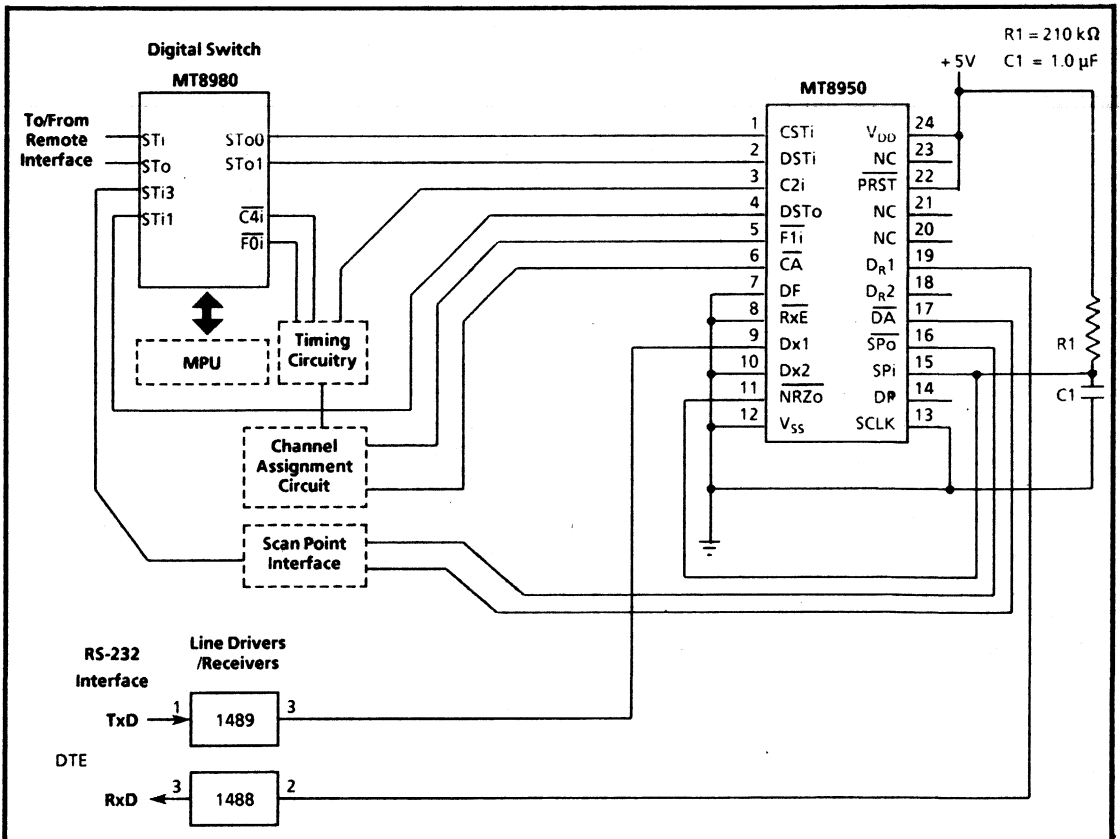 R1 = 210 kΩ
C1 = 1.0 µF
+ 5V
Digital Switch
MT8980
MT8950
To/From
Remote
Interface
STi
STo
STi3
STi1
STo0
STo1
C4i
F0i
MPU
Timing
Circuitry
Channel
Assignment
Circuit
Scan Point
Interface
1 CSTi
2 DSTi
3 C2i
4 DSTo
5 F1i
6 CA
7 DF
8 RxE
9 Dx1
10 Dx2
11 NRZo
12 VSS
VDD 24
NC 23
PRST 22
NC 21
NC 20
DR1 19
DR2 18
DA 17
SPo 16
SPi 15
14
SCLK 13
R1
C1
RS-232
Interface
Line Drivers
/Receivers
TxD 1 1489 3
DTE
RxD 3 1488 2